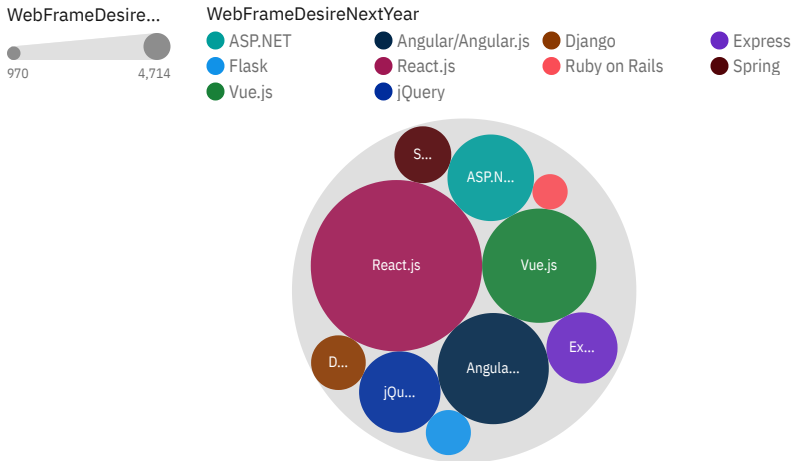 WebFrameDesire...
970
4,714
WebFrameDesireNextYear
ASP.NET
Angular/Angular.js
Django
Express
Flask
React.js
Ruby on Rails
Spring
Vue.js
jQuery
S...
ASP.N...
React.js
Vue.js
Ex...
D...
Angula...
jQu...